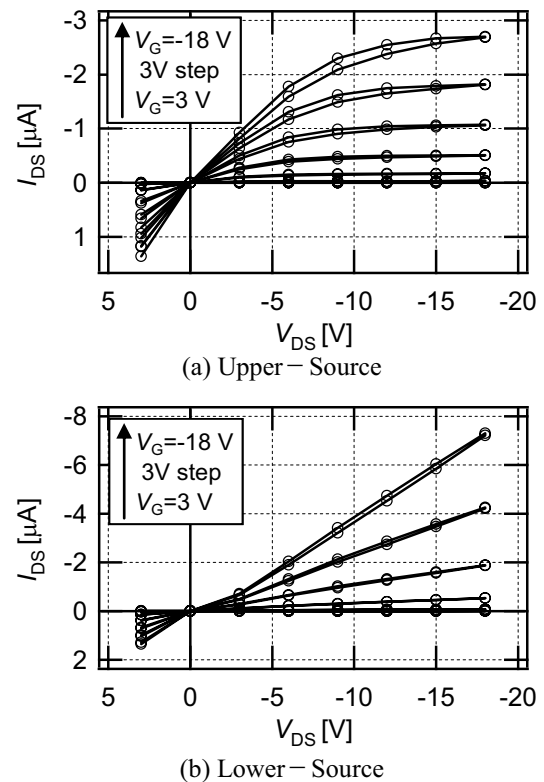 -3
-2
-1
0
1
I_DS [μA]
V_G=-18 V
3V step
V_G=3 V
5 0 -5 -10 -15 -20
V_DS [V]
(a) Upper－Source
-8
-6
-4
-2
0
2
I_DS [μA]
V_G=-18 V
3V step
V_G=3 V
5 0 -5 -10 -15 -20
V_DS [V]
(b) Lower－Source